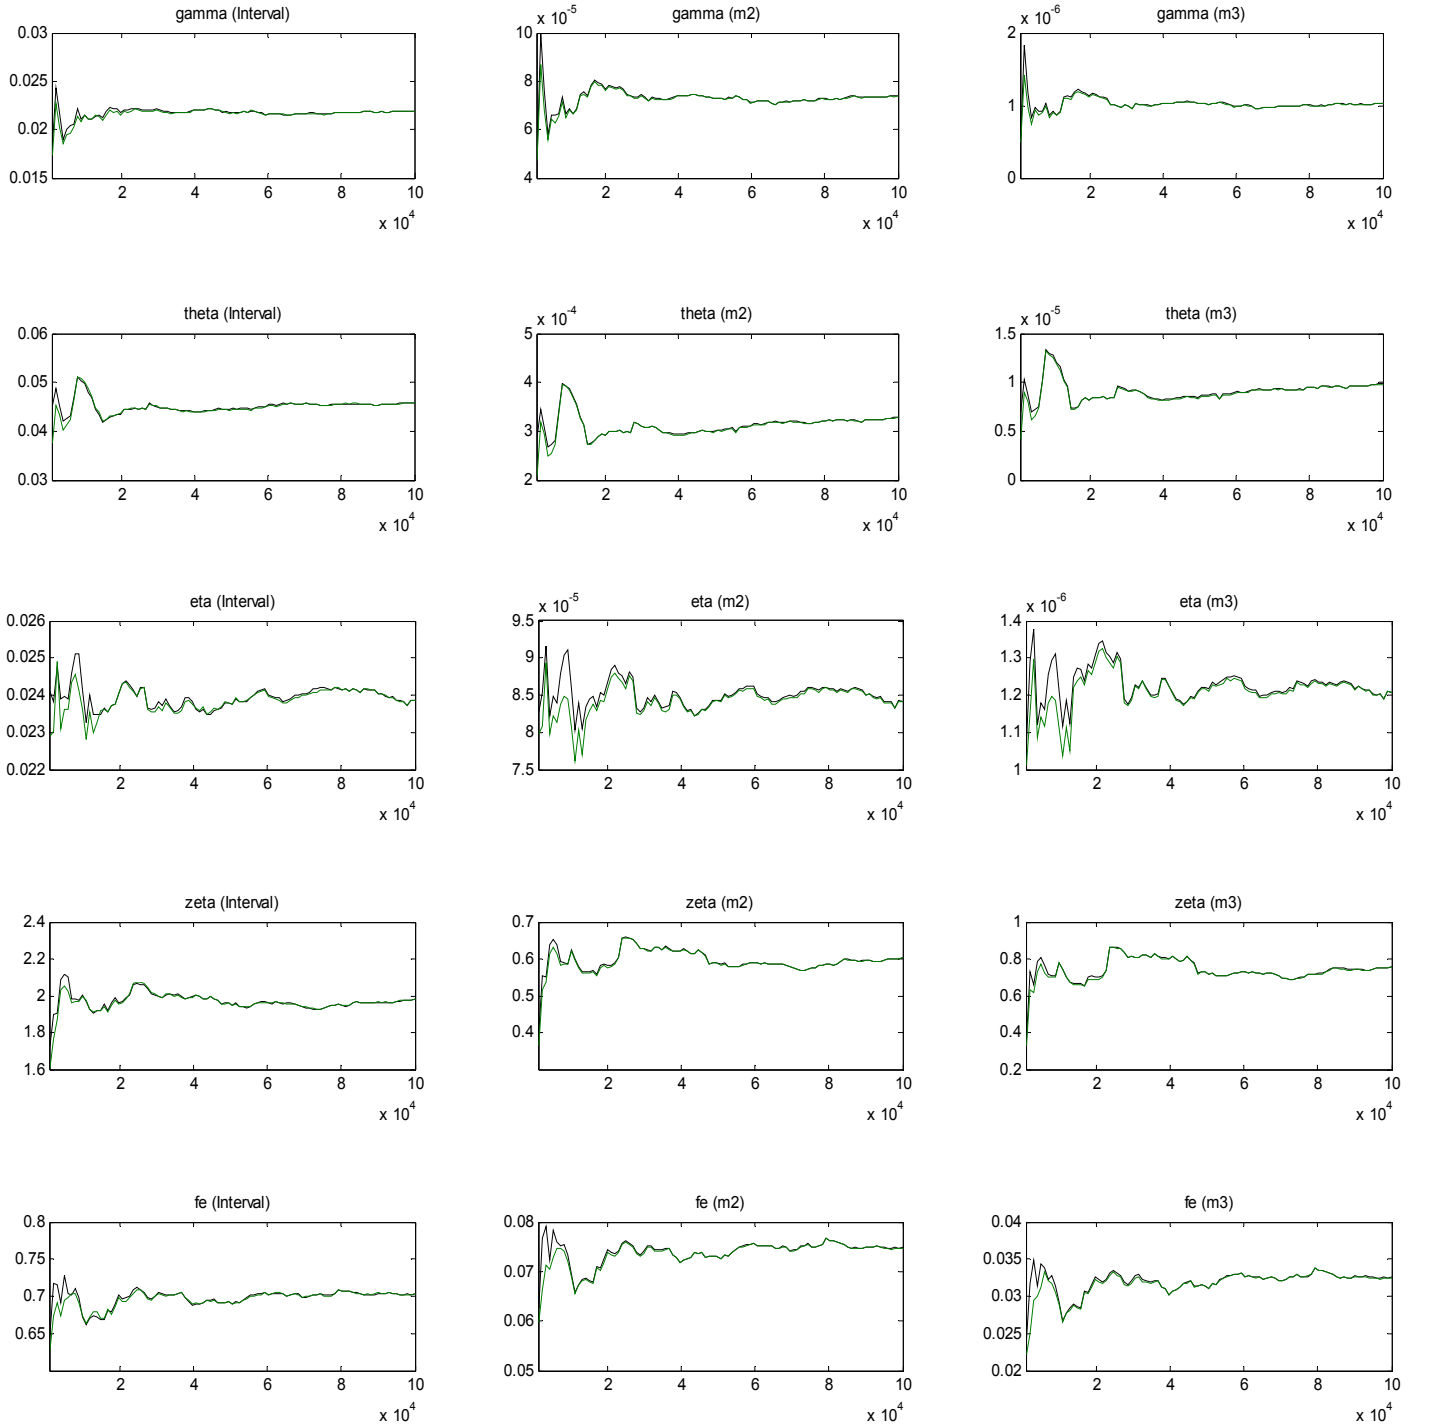 gamma (Interval)
0.03
0.025
0.02
0.015
2 4 6 8 10
x 10^4
gamma (m2)
x 10^-5
10
8
6
4
2 4 6 8 10
x 10^4
gamma (m3)
x 10^-6
2
1
0
2 4 6 8 10
x 10^4
theta (Interval)
0.06
0.05
0.04
0.03
2 4 6 8 10
x 10^4
theta (m2)
x 10^-4
5
4
3
2
2 4 6 8 10
x 10^4
theta (m3)
x 10^-5
1.5
1
0.5
0
2 4 6 8 10
x 10^4
eta (Interval)
0.026
0.025
0.024
0.023
0.022
2 4 6 8 10
x 10^4
eta (m2)
x 10^-5
9.5
9
8.5
8
7.5
2 4 6 8 10
x 10^4
eta (m3)
x 10^-6
1.4
1.3
1.2
1.1
1
2 4 6 8 10
x 10^4
zeta (Interval)
2.4
2.2
2
1.8
1.6
2 4 6 8 10
x 10^4
zeta (m2)
0.7
0.6
0.5
0.4
2 4 6 8 10
x 10^4
zeta (m3)
1
0.8
0.6
0.4
0.2
2 4 6 8 10
x 10^4
fe (Interval)
0.8
0.75
0.7
0.65
2 4 6 8 10
x 10^4
fe (m2)
0.08
0.07
0.06
0.05
2 4 6 8 10
x 10^4
fe (m3)
0.04
0.035
0.03
0.025
0.02
2 4 6 8 10
x 10^4